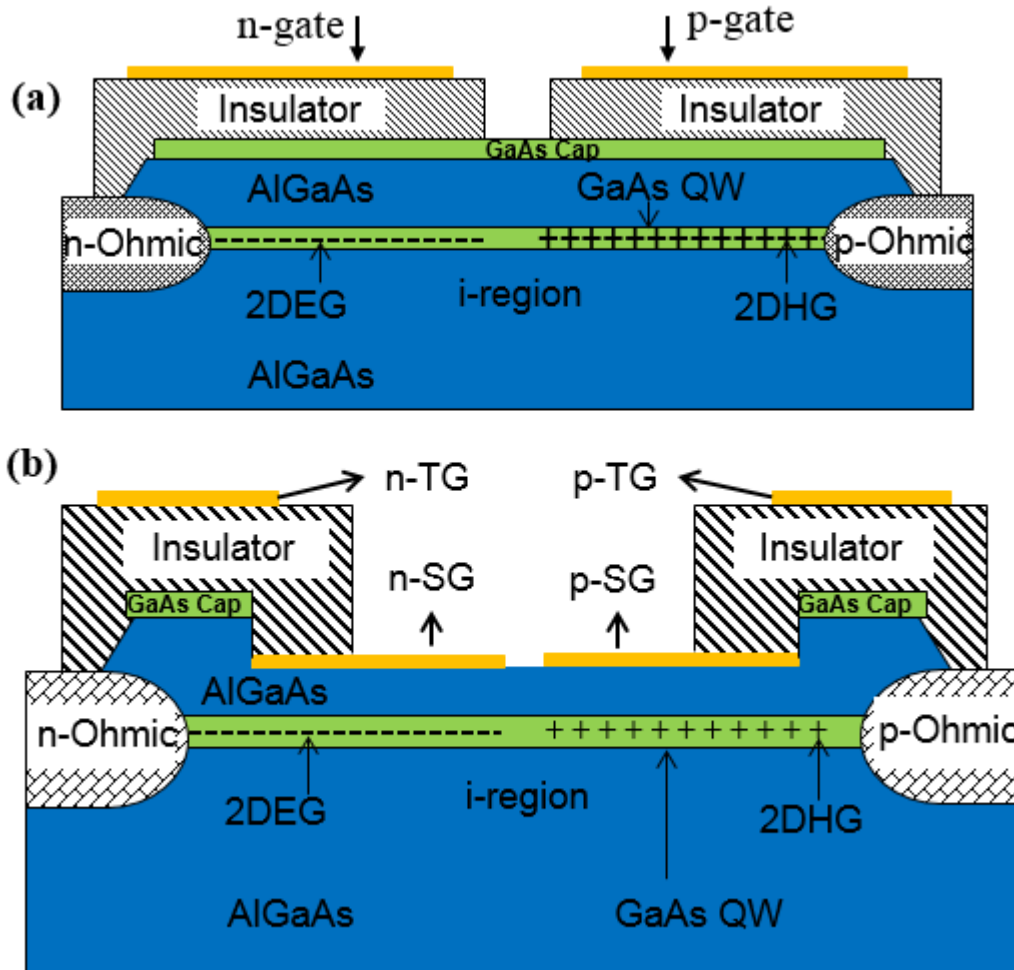 n-gate p-gate
(a)
Insulator Insulator
GaAs Cap
AlGaAs GaAs QW
n-Ohmic p-Ohmic
i-region
2DEG 2DHG
AlGaAs
(b)
n-TG p-TG
Insulator Insulator
n-SG p-SG
GaAs Cap GaAs Cap
AlGaAs
n-Ohmic p-Ohmic
i-region
2DEG 2DHG
AlGaAs GaAs QW